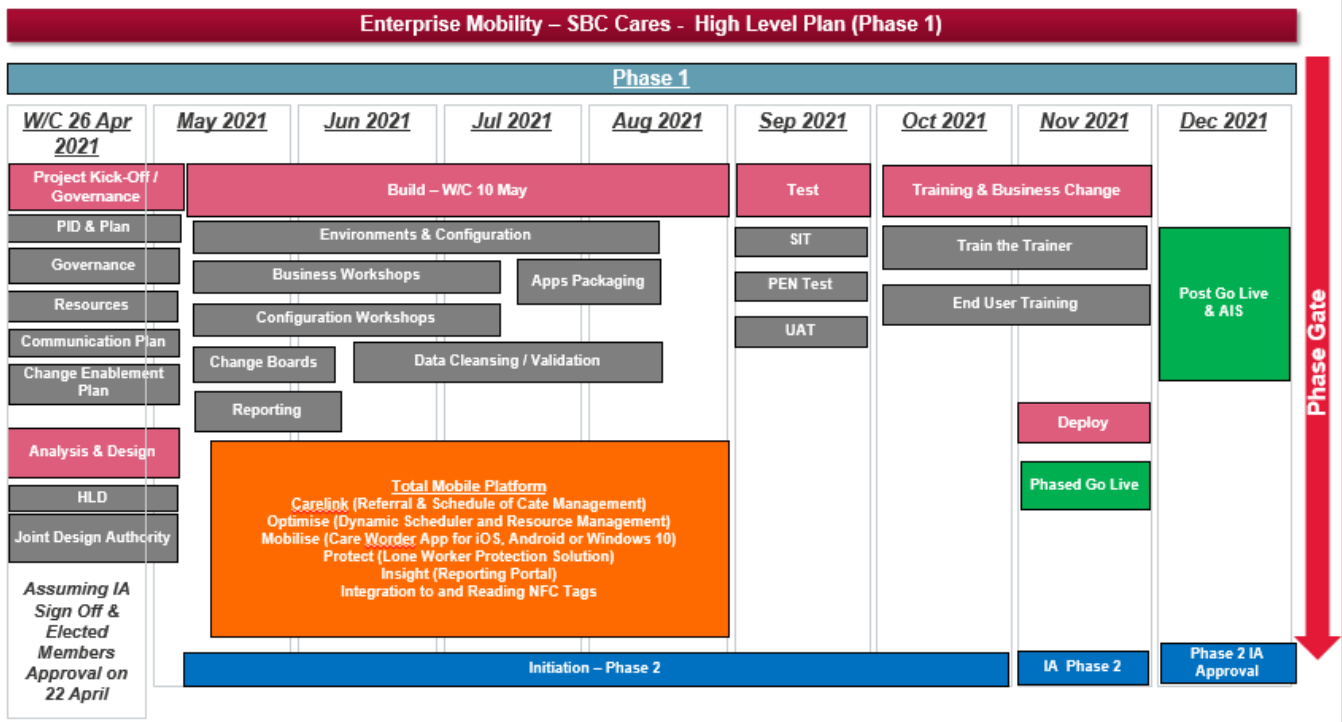 Enterprise Mobility – SBC Cares - High Level Plan (Phase 1)
Phase 1
W/C 26 Apr
2021
May 2021
Jun 2021
Jul 2021
Aug 2021
Sep 2021
Oct 2021
Nov 2021
Dec 2021
Project Kick-Off /
Governance
Build – W/C 10 May
Test
Training & Business Change
PID & Plan
Governance
Resources
Communication Plan
Change Enablement
Plan
Environments & Configuration
Business Workshops
Apps Packaging
Configuration Workshops
Change Boards
Data Cleansing / Validation
Reporting
SIT
PEN Test
UAT
Train the Trainer
End User Training
Post Go Live
& AIS
Deploy
Phased Go Live
Analysis & Design
HLD
Joint Design Authority
Assuming IA
Sign Off &
Elected
Members
Approval on
22 April
Total Mobile Platform
Carelink (Referral & Schedule of Cate Management)
Optimise (Dynamic Scheduler and Resource Management)
Mobilise (Care Worder App for iOS, Android or Windows 10)
Protect (Lone Worker Protection Solution)
Insight (Reporting Portal)
Integration to and Reading NFC Tags
Initiation – Phase 2
IA Phase 2
Phase 2 IA
Approval
Phase Gate